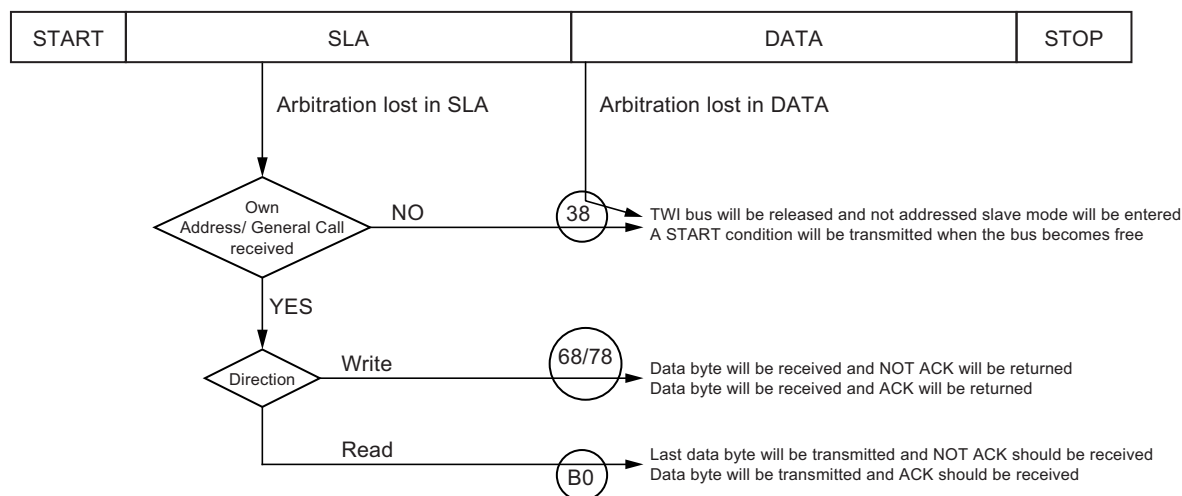 START SLA DATA STOP
Arbitration lost in SLA Arbitration lost in DATA
Own
Address/ General Call
received
NO
38
TWI bus will be released and not addressed slave mode will be entered
A START condition will be transmitted when the bus becomes free
YES
Direction
Write
68/78
Data byte will be received and NOT ACK will be returned
Data byte will be received and ACK will be returned
Read
B0
Last data byte will be transmitted and NOT ACK should be received
Data byte will be transmitted and ACK should be received